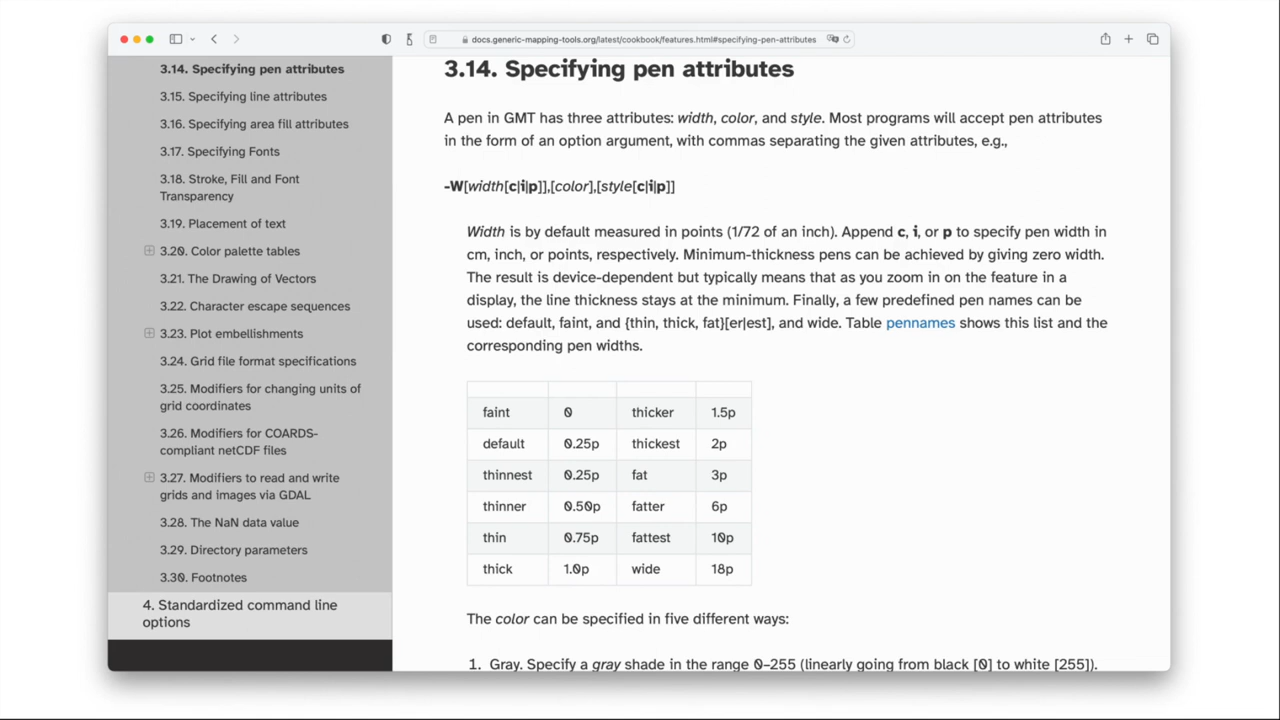 docs.generic-mapping-tools.org/latest/cookbook/features.html#specifying-pen-attributes
3.14. Specifying pen attributes
3.15. Specifying line attributes
3.16. Specifying area fill attributes
3.17. Specifying Fonts
3.18. Stroke, Fill and Font
Transparency
3.19. Placement of text
3.20. Color palette tables
3.21. The Drawing of Vectors
3.22. Character escape sequences
3.23. Plot embellishments
3.24. Grid file format specifications
3.25. Modifiers for changing units of
grid coordinates
3.26. Modifiers for COARDS-
compliant netCDF files
3.27. Modifiers to read and write
grids and images via GDAL
3.28. The NaN data value
3.29. Directory parameters
3.30. Footnotes
4. Standardized command line
options
3.14. Specifying pen attributes
A pen in GMT has three attributes: width, color, and style. Most programs will accept pen attributes
in the form of an option argument, with commas separating the given attributes, e.g.,
-W[width[c|i|p]],[color],[style[c|i|p]]
Width is by default measured in points (1/72 of an inch). Append c, i, or p to specify pen width in
cm, inch, or points, respectively. Minimum-thickness pens can be achieved by giving zero width.
The result is device-dependent but typically means that as you zoom in on the feature in a
display, the line thickness stays at the minimum. Finally, a few predefined pen names can be
used: default, faint, and {thin, thick, fat}[er|est], and wide. Table pennames shows this list and the
corresponding pen widths.
faint 0 thicker 1.5p
default 0.25p thickest 2p
thinnest 0.25p fat 3p
thinner 0.50p fatter 6p
thin 0.75p fattest 10p
thick 1.0p wide 18p
The color can be specified in five different ways:
1. Gray. Specify a gray shade in the range 0–255 (linearly going from black [0] to white [255]).